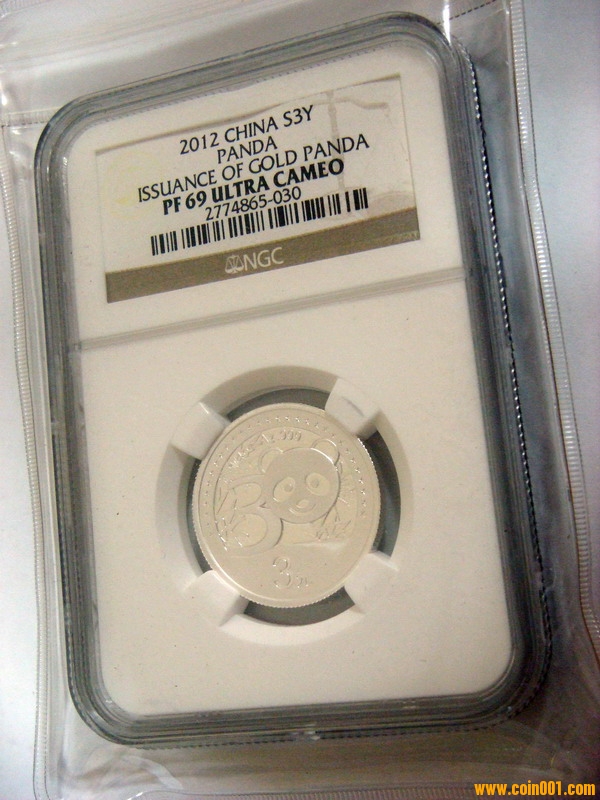 2012 CHINA S3Y
PANDA
ISSUANCE OF GOLD PANDA
PF 69 ULTRA CAMEO
2774865-030
NGC
3元
www.coin001.com